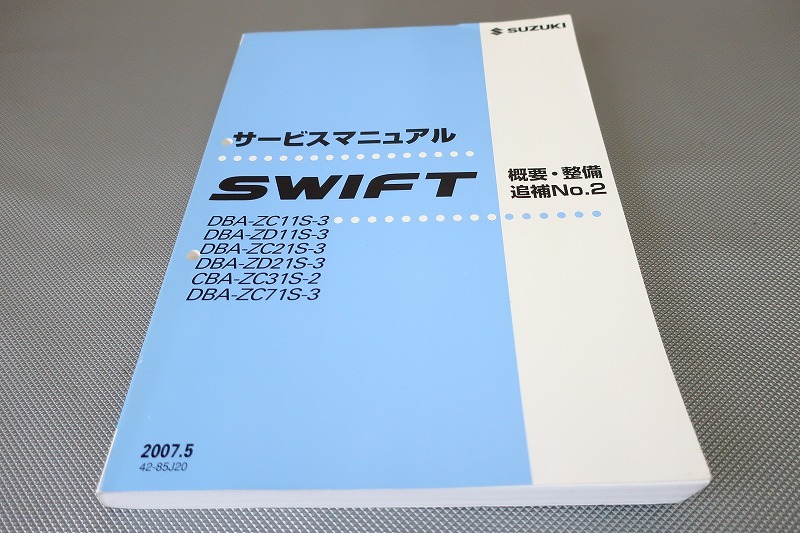 SUZUKI
サービスマニュアル
SWIFT
概要・整備
追補No.2
DBA-ZC11S-3
DBA-ZD11S-3
DBA-ZC21S-3
DBA-ZD21S-3
CBA-ZC31S-2
DBA-ZC71S-3
2007.5
42-85J20